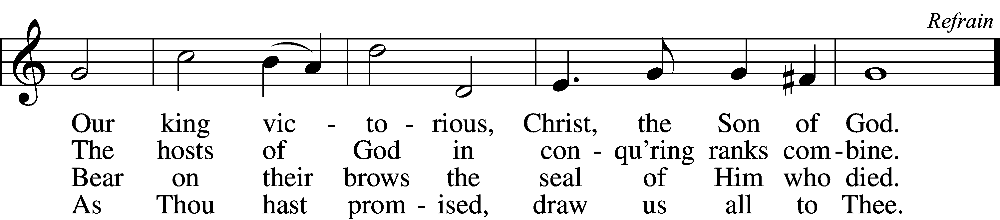 Refrain
Our king vic - to - rious, Christ, the Son of God.
The hosts of God in con - qu’ring ranks com - bine.
Bear on their brows the seal of Him who died.
As Thou hast prom - ised, draw us all to Thee.